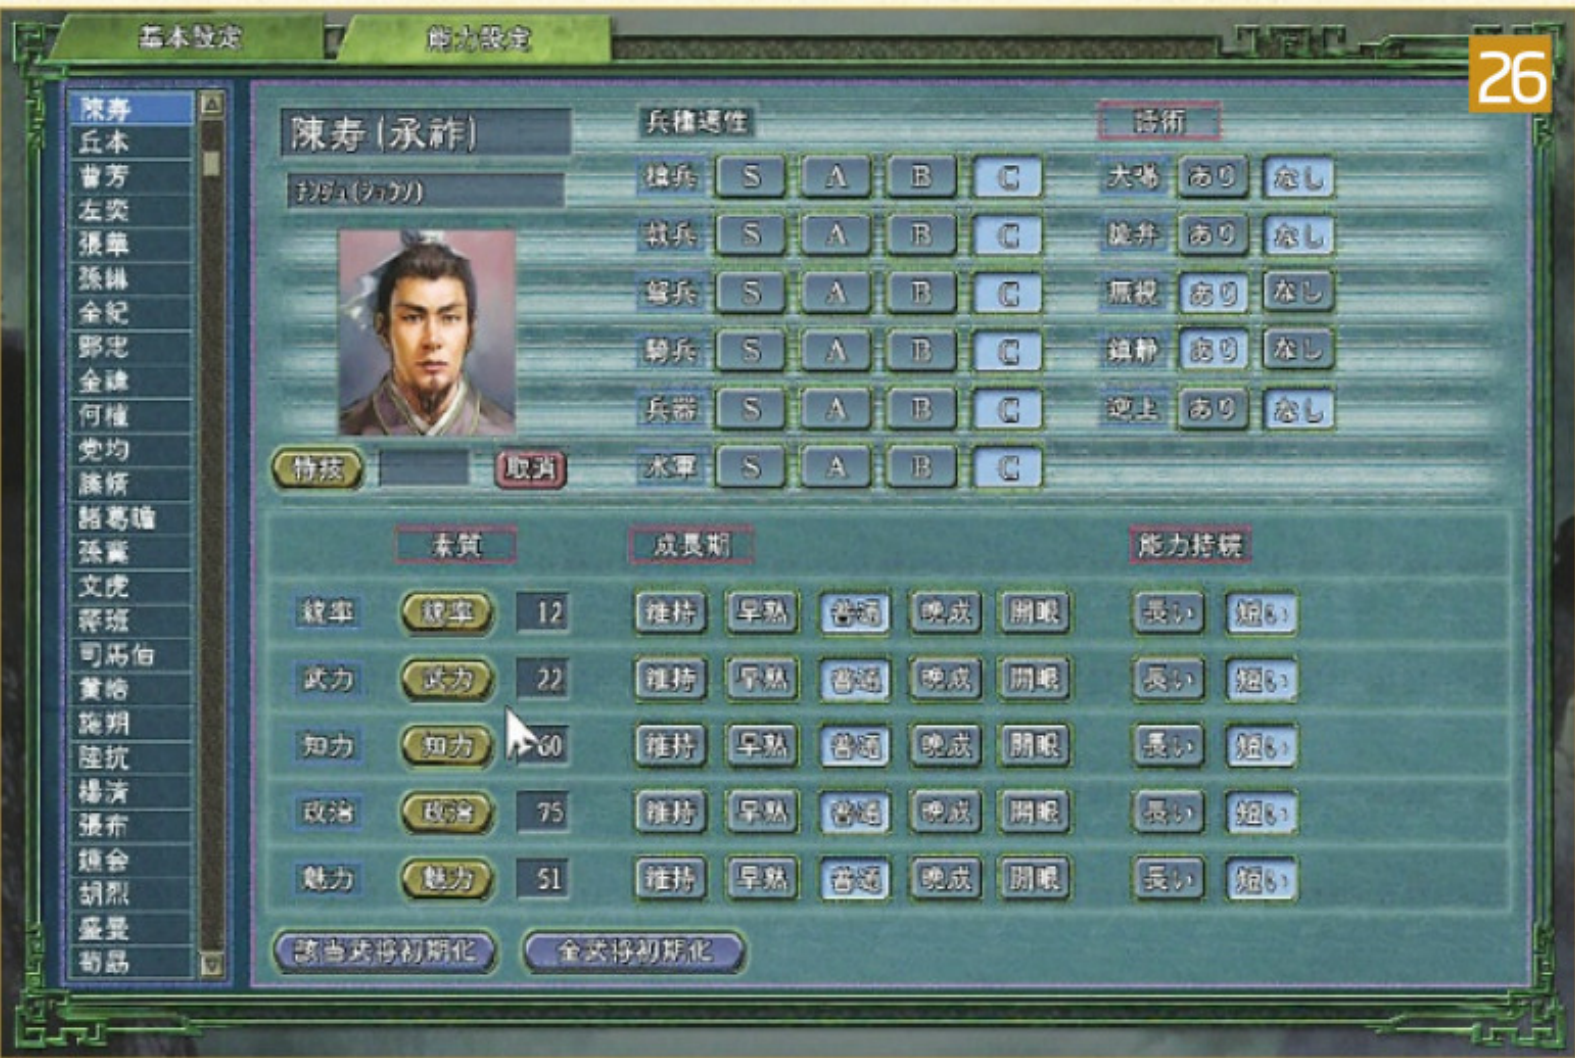 基本設定 能力設定
26
陳寿
丘本
曹芳
左奕
張華
孫綝
全紀
鄧忠
全禕
何植
党均
譙周
諸葛瞻
孫冀
文虎
蒋班
司馬伷
黄皓
施朔
陸抗
楊済
張布
鍾会
胡烈
盛曼
荀勗
陳寿(承祚)
ﾁﾝｼﾞｭ(ｼｮｳｿ)
特技 取消
兵種適性
槍兵 S A B C
戟兵 S A B C
弩兵 S A B C
騎兵 S A B C
兵器 S A B C
水軍 S A B C
話術
大喝 あり なし
詭弁 あり なし
無視 あり なし
鎮静 あり なし
逆上 あり なし
素質 成長期 能力持続
統率 統率 12 維持 早熟 普通 晩成 開眼 長い 短い
武力 武力 22 維持 早熟 普通 晩成 開眼 長い 短い
知力 知力 60 維持 早熟 普通 晩成 開眼 長い 短い
政治 政治 75 維持 早熟 普通 晩成 開眼 長い 短い
魅力 魅力 51 維持 早熟 普通 晩成 開眼 長い 短い
該当武将初期化 全武将初期化